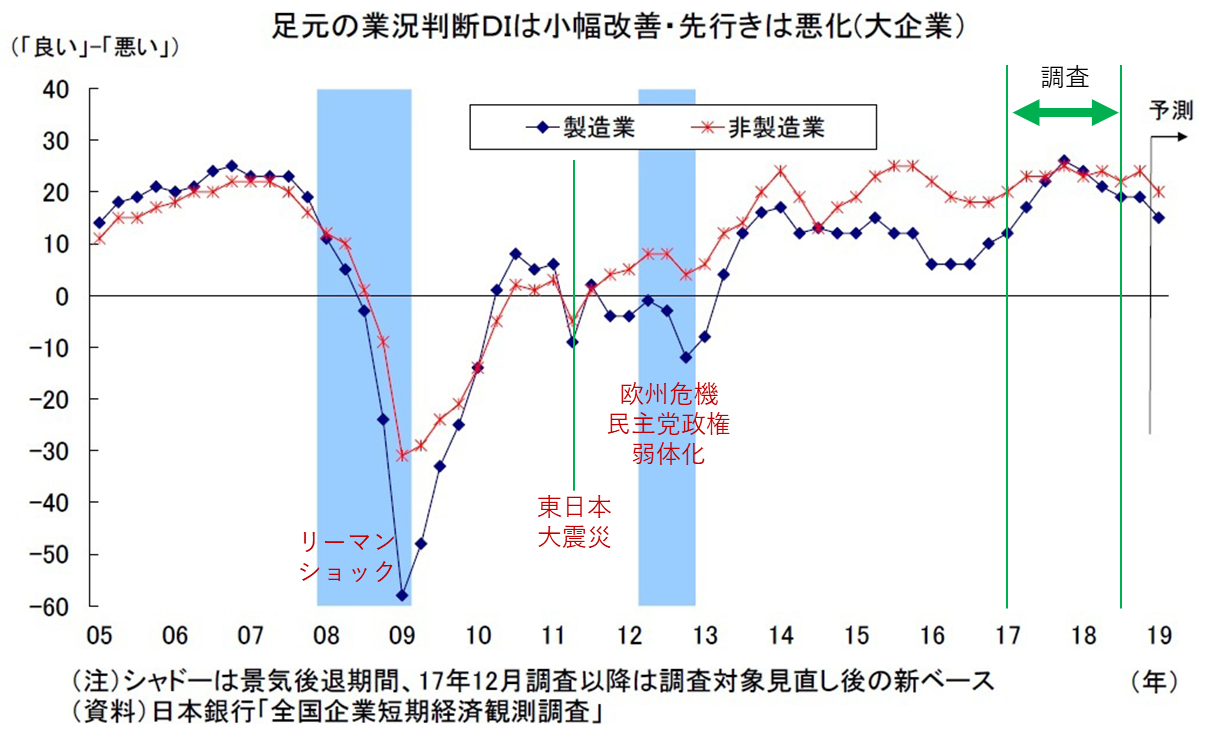 足元の業況判断DIは小幅改善・先行きは悪化(大企業)
(「良い」-「悪い」)
調査
予測
製造業
非製造業
40
30
20
10
0
-10
-20
-30
-40
-50
-60
欧州危機
民主党政権
弱体化
東日本
大震災
リーマン
ショック
05 06 07 08 09 10 11 12 13 14 15 16 17 18 19
(年)
(注)シャドーは景気後退期間、17年12月調査以降は調査対象見直し後の新ベース
(資料)日本銀行「全国企業短期経済観測調査」